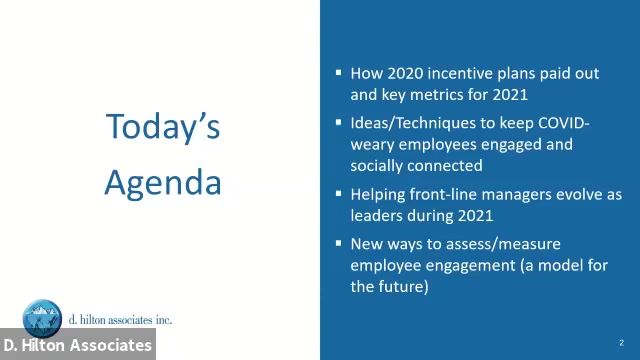 Today's
Agenda
▪ How 2020 incentive plans paid out
and key metrics for 2021
▪ Ideas/Techniques to keep COVID-
weary employees engaged and
socially connected
▪ Helping front-line managers evolve as
leaders during 2021
▪ New ways to assess/measure
employee engagement (a model for
the future)
d. hilton associates inc.
D. Hilton Associates
2